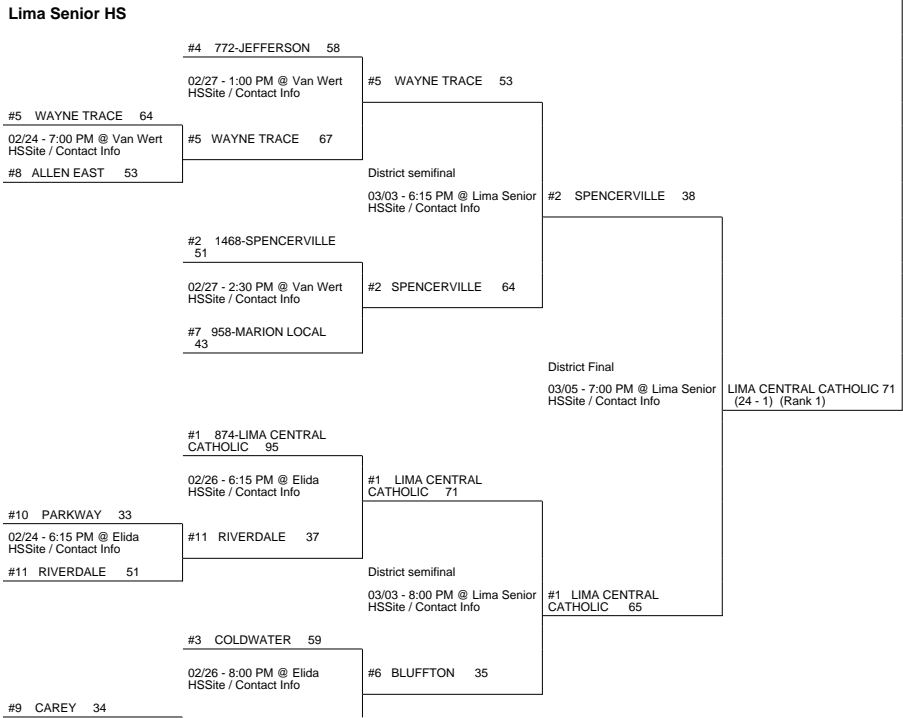 Lima Senior HS
#4 772-JEFFERSON 58
02/27 - 1:00 PM @ Van Wert
HSSite / Contact Info
#5 WAYNE TRACE 53
#5 WAYNE TRACE 64
02/24 - 7:00 PM @ Van Wert
HSSite / Contact Info
#5 WAYNE TRACE 67
#8 ALLEN EAST 53
District semifinal
03/03 - 6:15 PM @ Lima Senior
HSSite / Contact Info
#2 SPENCERVILLE 38
#2 1468-SPENCERVILLE
51
02/27 - 2:30 PM @ Van Wert
HSSite / Contact Info
#2 SPENCERVILLE 64
#7 958-MARION LOCAL
43
District Final
03/05 - 7:00 PM @ Lima Senior
HSSite / Contact Info
LIMA CENTRAL CATHOLIC 71
(24 - 1) (Rank 1)
#1 874-LIMA CENTRAL
CATHOLIC 95
02/26 - 6:15 PM @ Elida
HSSite / Contact Info
#1 LIMA CENTRAL
CATHOLIC 71
#10 PARKWAY 33
02/24 - 6:15 PM @ Elida
HSSite / Contact Info
#11 RIVERDALE 37
#11 RIVERDALE 51
District semifinal
03/03 - 8:00 PM @ Lima Senior
HSSite / Contact Info
#1 LIMA CENTRAL
CATHOLIC 65
#3 COLDWATER 59
02/26 - 8:00 PM @ Elida
HSSite / Contact Info
#6 BLUFFTON 35
#9 CAREY 34